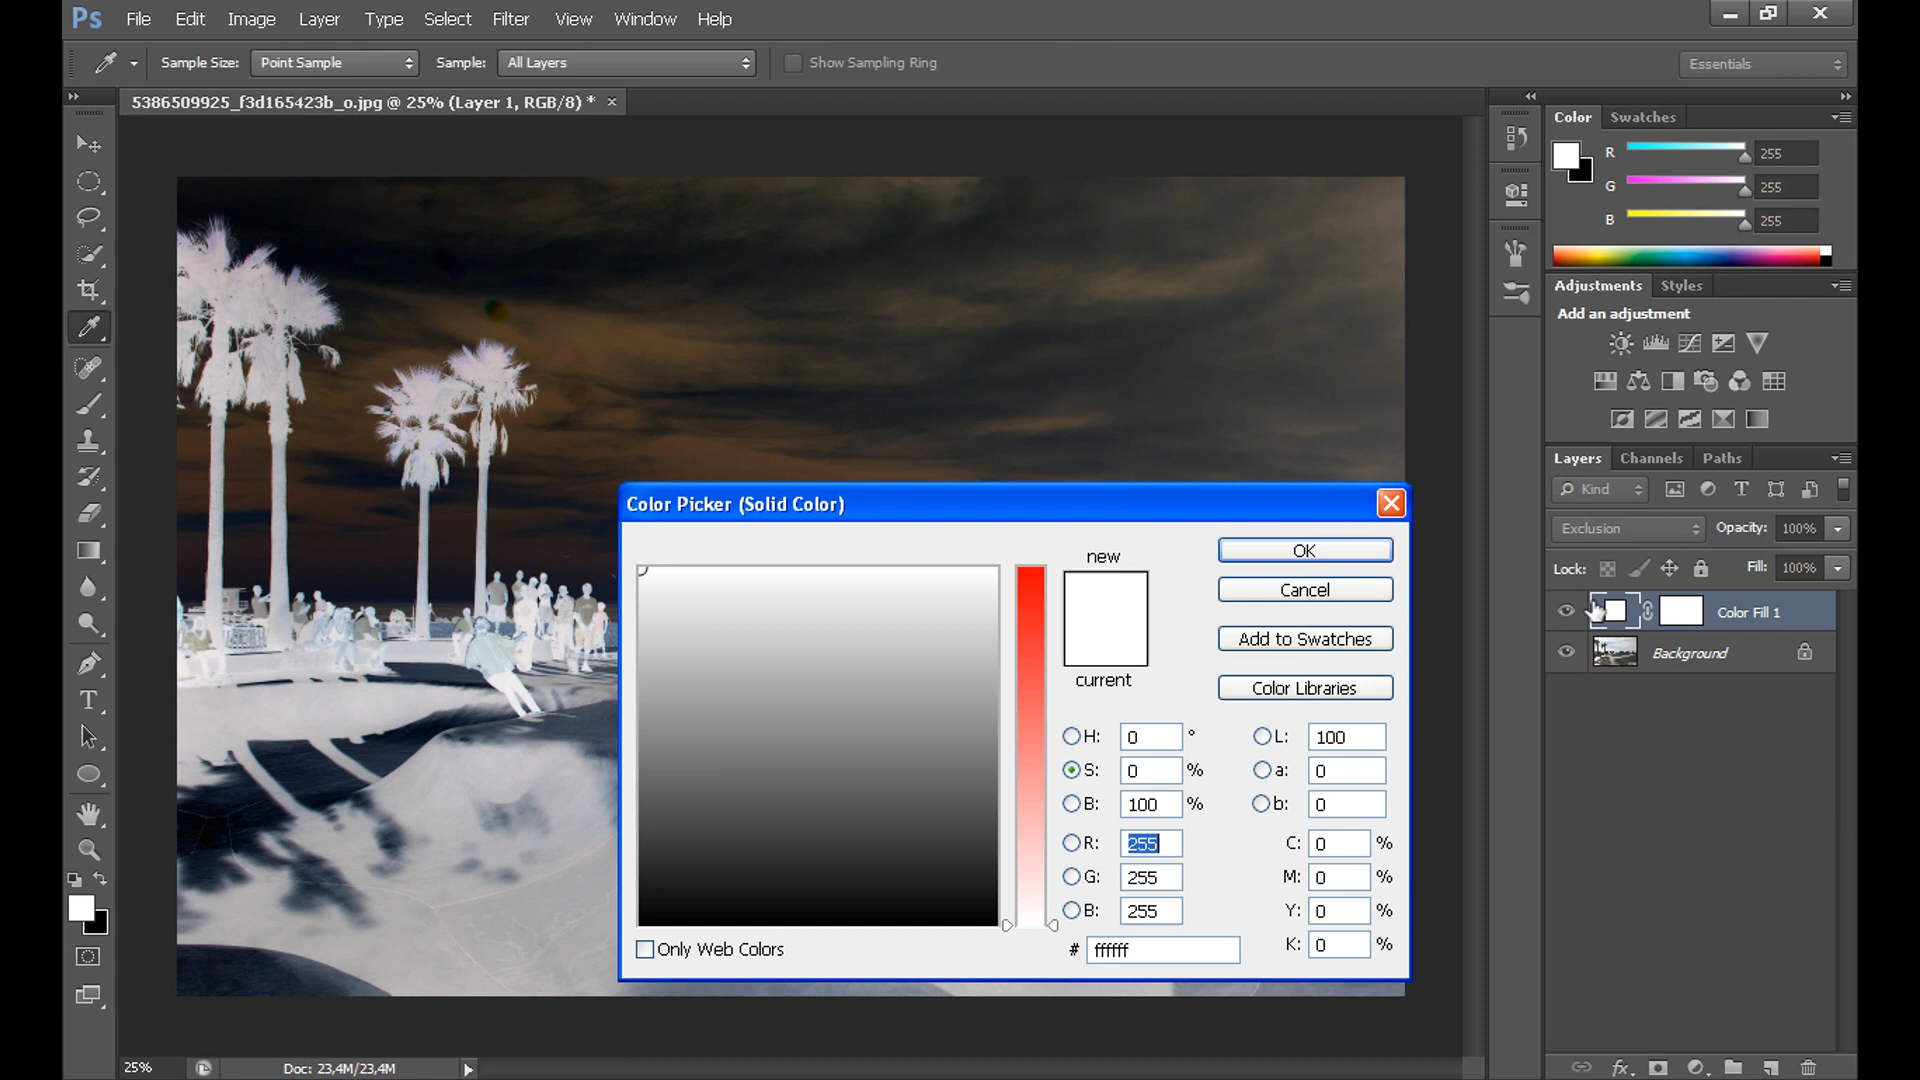 Ps File Edit Image Layer Type Select Filter View Window Help
Sample Size: Point Sample Sample: All Layers Show Sampling Ring Essentials
5386509925_f3d165423b_o.jpg @ 25% (Layer 1, RGB/8) * ×
Color Swatches
R 255
G 255
B 255
Adjustments Styles
Add an adjustment
Layers Channels Paths
Kind
Exclusion Opacity: 100%
Lock: Fill: 100%
Color Fill 1
Background
Color Picker (Solid Color)
new
current
OK
Cancel
Add to Swatches
Color Libraries
H: 0 ° L: 100
S: 0 % a: 0
B: 100 % b: 0
R: 255 C: 0 %
G: 255 M: 0 %
B: 255 Y: 0 %
# ffffff K: 0 %
Only Web Colors
25% Doc: 23,4M/23,4M
fx